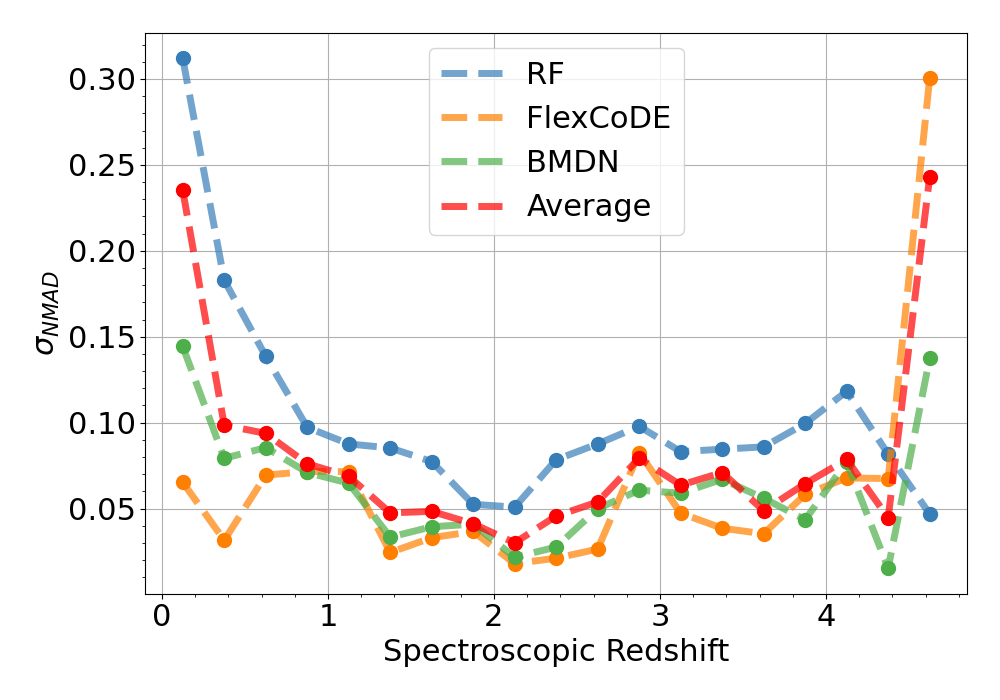 RF
FlexCoDE
BMDN
Average
0.30
0.25
0.20
0.15
0.10
0.05
σNMAD
0 1 2 3 4
Spectroscopic Redshift